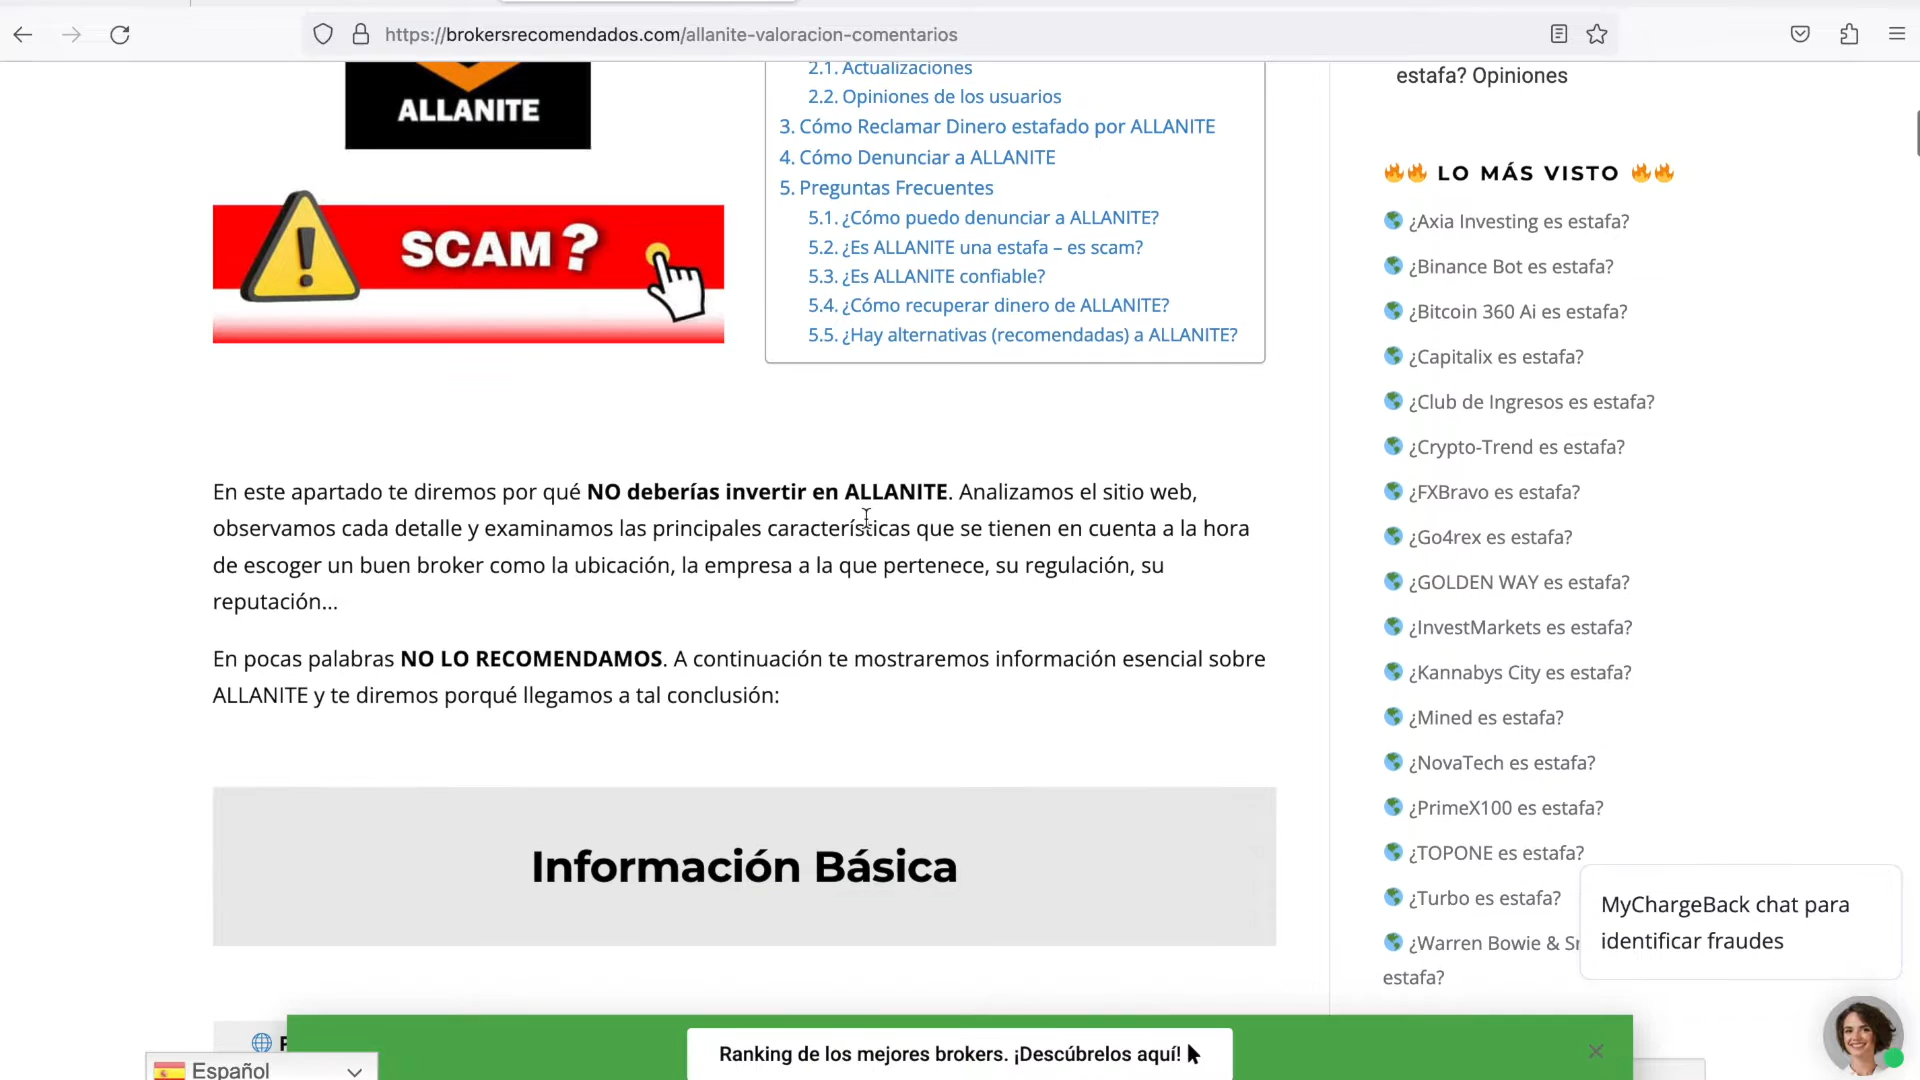 https://brokersrecomendados.com/allanite-valoracion-comentarios
ALLANITE
SCAM?
2.1. Actualizaciones
2.2. Opiniones de los usuarios
3. Cómo Reclamar Dinero estafado por ALLANITE
4. Cómo Denunciar a ALLANITE
5. Preguntas Frecuentes
5.1. ¿Cómo puedo denunciar a ALLANITE?
5.2. ¿Es ALLANITE una estafa – es scam?
5.3. ¿Es ALLANITE confiable?
5.4. ¿Cómo recuperar dinero de ALLANITE?
5.5. ¿Hay alternativas (recomendadas) a ALLANITE?
En este apartado te diremos por qué NO deberías invertir en ALLANITE. Analizamos el sitio web,
observamos cada detalle y examinamos las principales características que se tienen en cuenta a la hora
de escoger un buen broker como la ubicación, la empresa a la que pertenece, su regulación, su
reputación...
En pocas palabras NO LO RECOMENDAMOS. A continuación te mostraremos información esencial sobre
ALLANITE y te diremos porqué llegamos a tal conclusión:
Información Básica
estafa? Opiniones
LO MÁS VISTO
¿Axia Investing es estafa?
¿Binance Bot es estafa?
¿Bitcoin 360 Ai es estafa?
¿Capitalix es estafa?
¿Club de Ingresos es estafa?
¿Crypto-Trend es estafa?
¿FXBravo es estafa?
¿Go4rex es estafa?
¿GOLDEN WAY es estafa?
¿InvestMarkets es estafa?
¿Kannabys City es estafa?
¿Mined es estafa?
¿NovaTech es estafa?
¿PrimeX100 es estafa?
¿TOPONE es estafa?
¿Turbo es estafa?
¿Warren Bowie &
estafa?
MyChargeBack chat para
identificar fraudes
Ranking de los mejores brokers. ¡Descúbrelos aquí!
Español